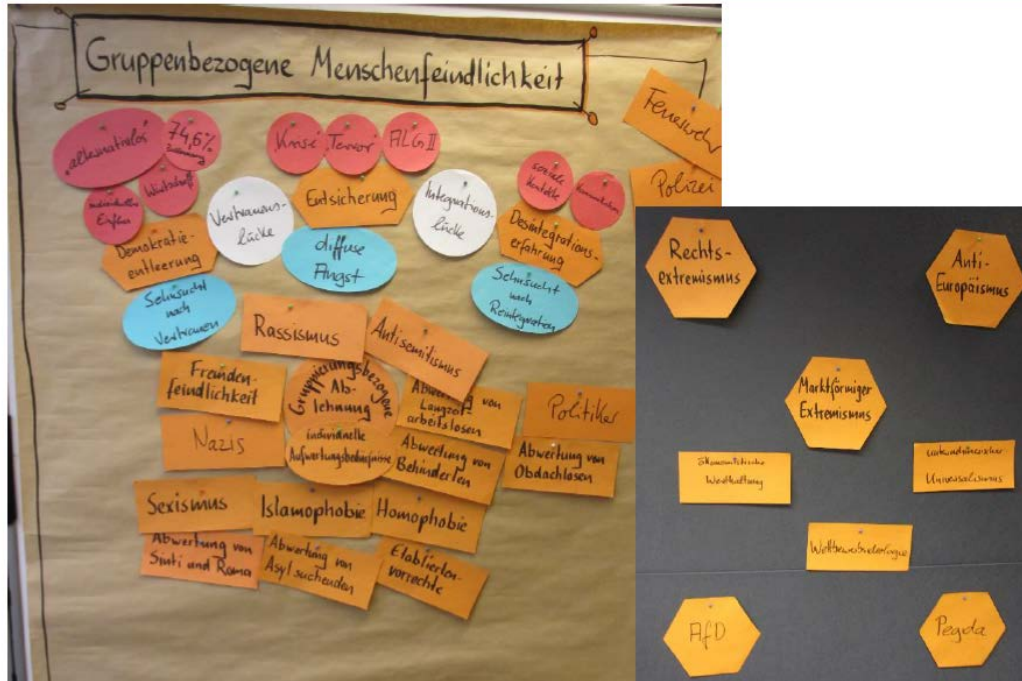 Gruppenbezogene Menschenfeindlichkeit
Feuerwehr
Polizei
"alternativlos"
74,6%
Krise
Terror
ALG II
soziale
Kontakte
Kommunikation
Wirtschaft
individueller
Einfluss
Vertrauens-
lücke
Entsicherung
Integrations-
lücke
Demokratie-
entleerung
diffuse
Angst
Desintegrations-
erfahrung
Sehnsucht
nach
Vertrauen
Sehnsucht
nach
Reintegration
Rassismus
Antisemitismus
Fremden-
feindlichkeit
Gruppierungsbezogene
Ab-
lehnung
individuelle
Aufwertungsbedürfnisse
Abwertung von
Langzeit-
arbeitslosen
Politiker
Nazis
Abwertung von
Behinderten
Abwertung von
Obdachlosen
Sexismus
Islamophobie
Homophobie
Abwertung von
Sinti und Roma
Abwertung von
Asylsuchenden
Etablierten-
vorrechte
Rechts-
extremismus
Anti-
Europäismus
Marktförmiger
Extremismus
Ökonomistische
Werthaltung
unternehmerischer
Universalismus
Wettbewerbsideologie
AfD
Pegida